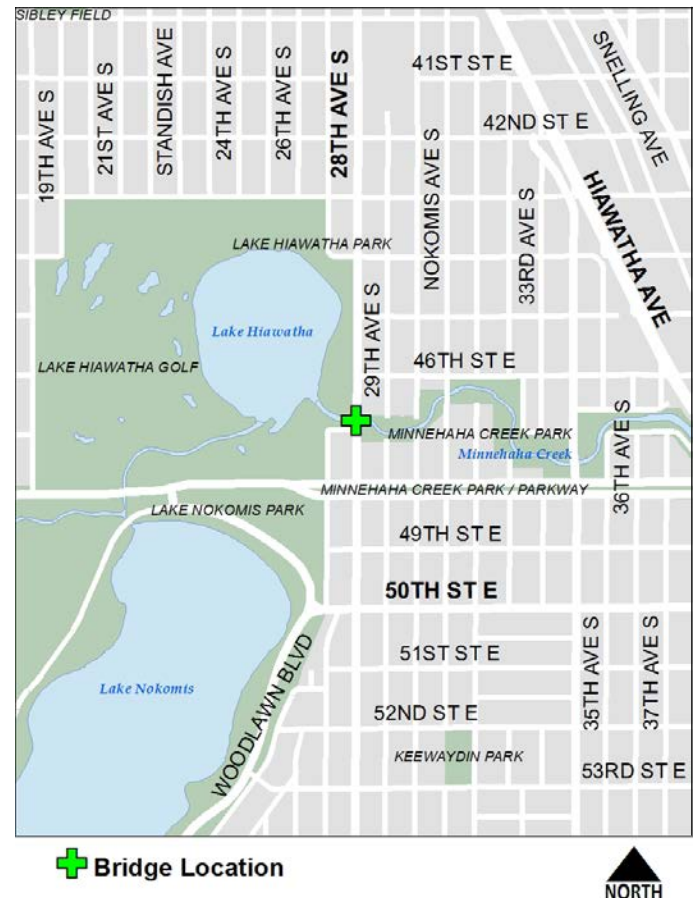 SIBLEY FIELD
19TH AVE S
21ST AVE S
STANDISH AVE
24TH AVE S
26TH AVE S
28TH AVE S
41ST ST E
SNELLING AVE
42ND ST E
NOKOMIS AVE S
33RD AVE S
HIAWATHA AVE
LAKE HIAWATHA PARK
Lake Hiawatha
29TH AVE S
46TH ST E
LAKE HIAWATHA GOLF
MINNEHAHA CREEK PARK
Minnehaha Creek
36TH AVE S
MINNEHAHA CREEK PARK / PARKWAY
LAKE NOKOMIS PARK
49TH ST E
50TH ST E
51ST ST E
35TH AVE S
37TH AVE S
Lake Nokomis
WOODLAWN BLVD
52ND ST E
KEEWAYDIN PARK
53RD ST E
Bridge Location
NORTH